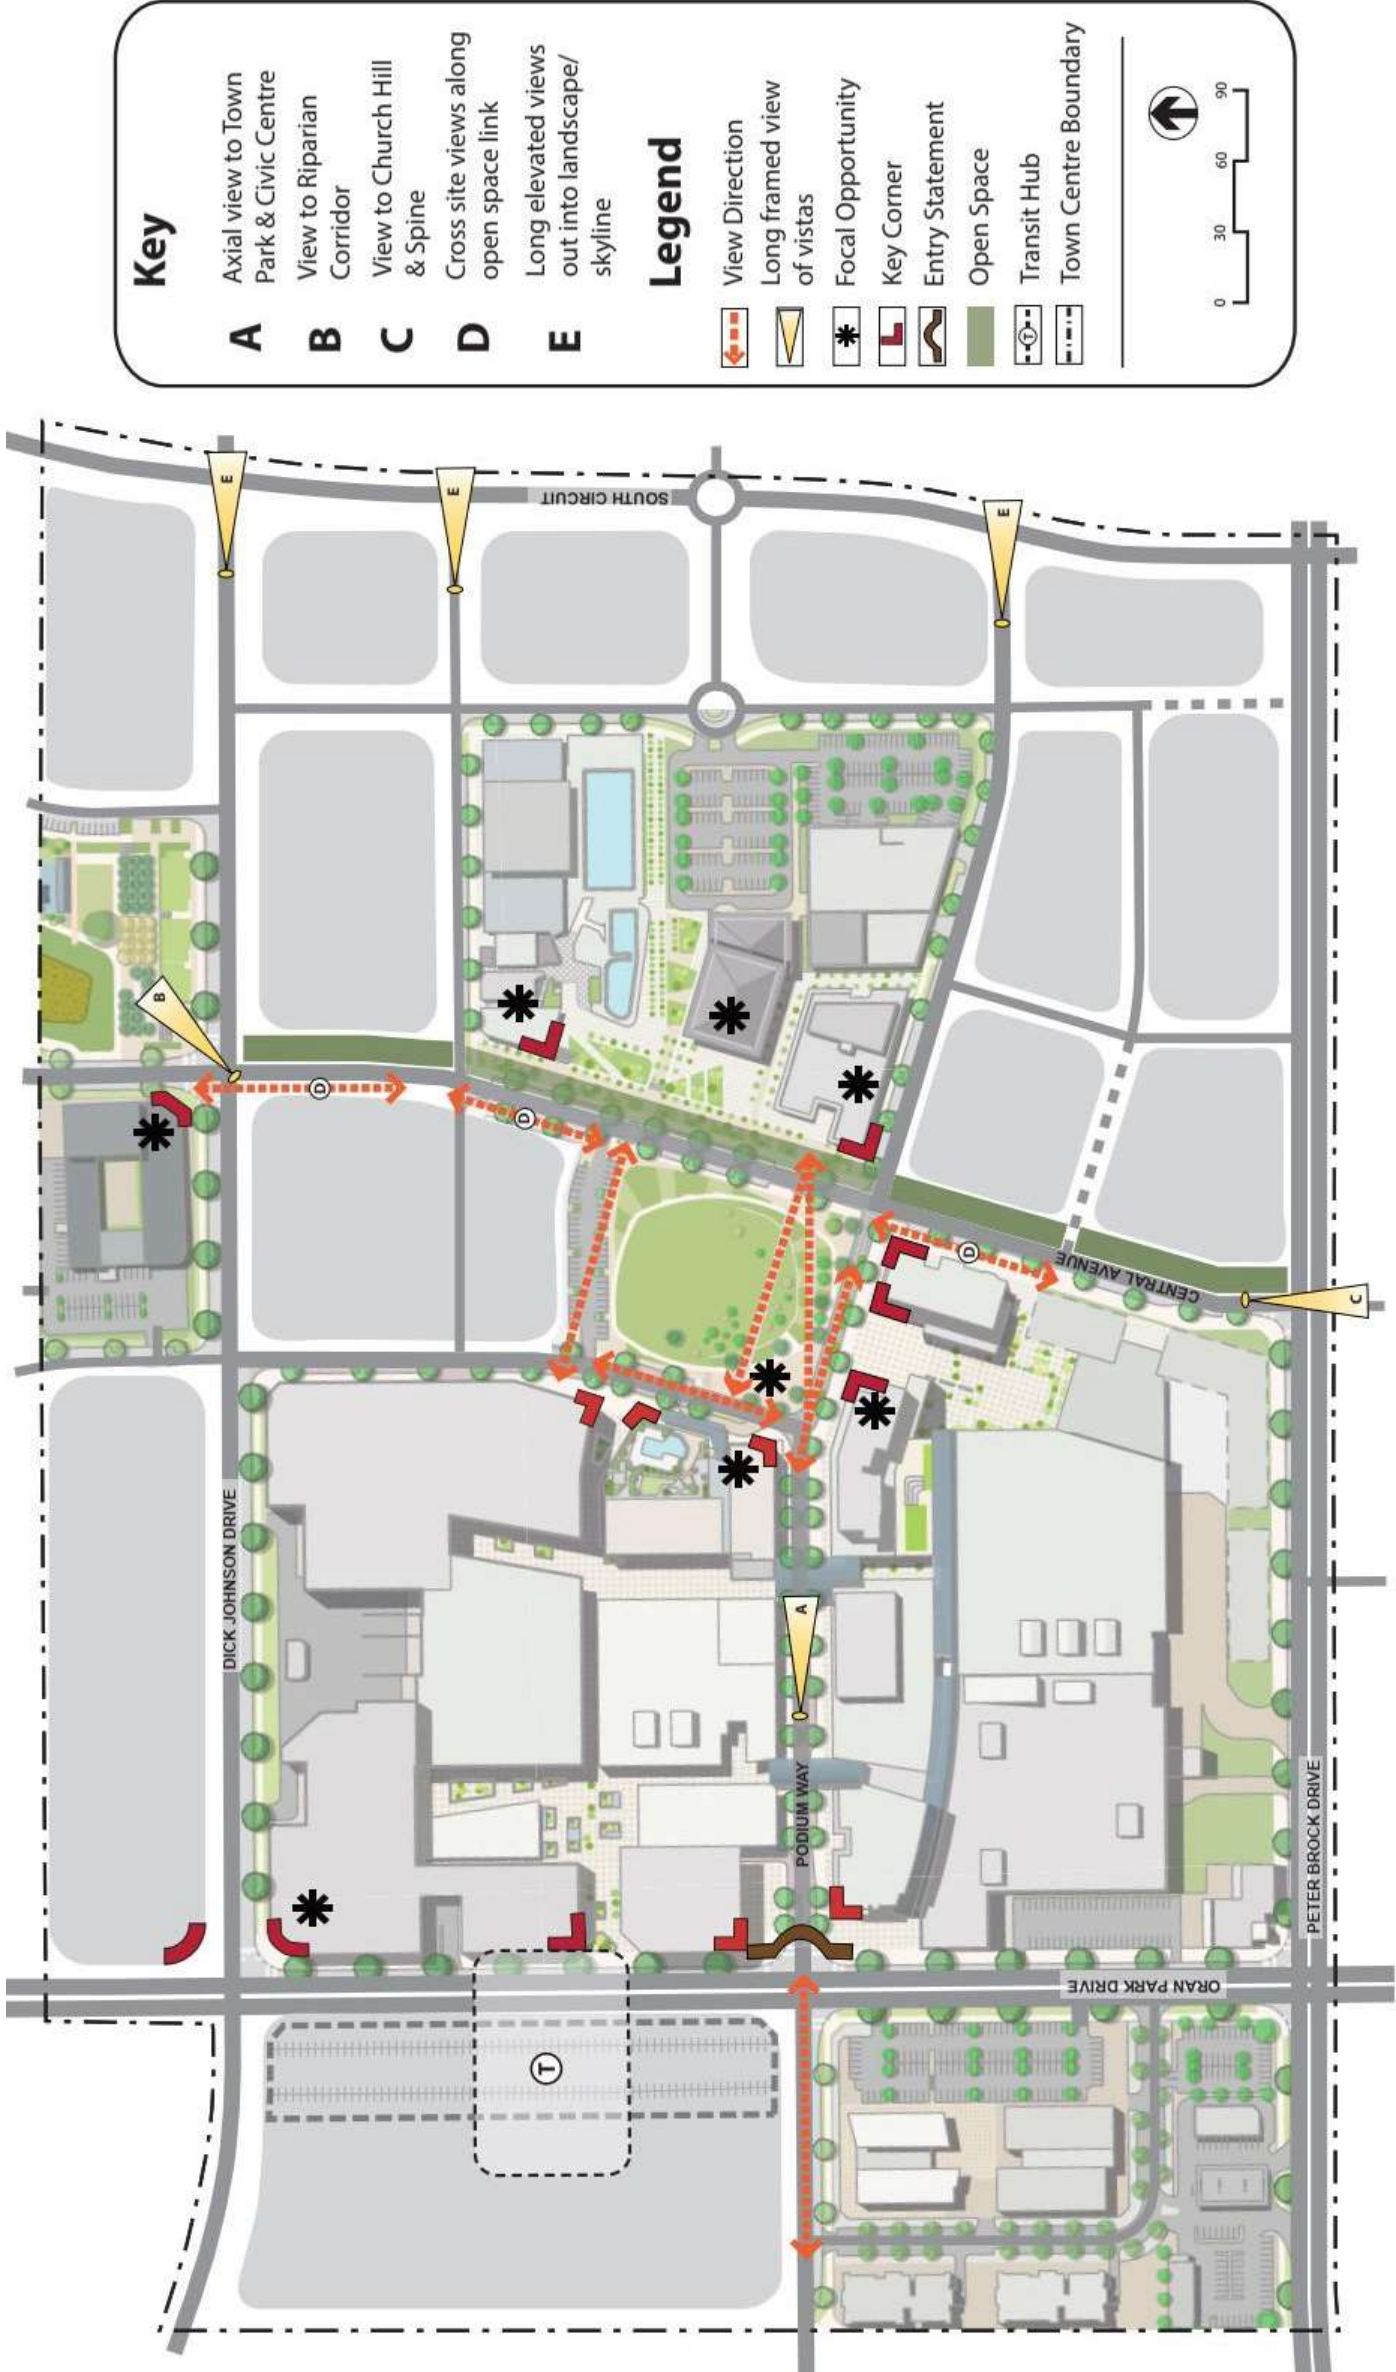 Key
A
Axial view to Town
Park & Civic Centre
B
View to Riparian
Corridor
C
View to Church Hill
& Spine
D
Cross site views along
open space link
E
Long elevated views
out into landscape/
skyline
Legend
View Direction
Long framed view
of vistas
Focal Opportunity
Key Corner
Entry Statement
Open Space
T
Transit Hub
Town Centre Boundary
0 30 60 90
E
E
E
SOUTH CIRCUIT
B
D
D
D
C
CENTRAL AVENUE
DICK JOHNSON DRIVE
A
PODIUM WAY
PETER BROCK DRIVE
ORAN PARK DRIVE
T